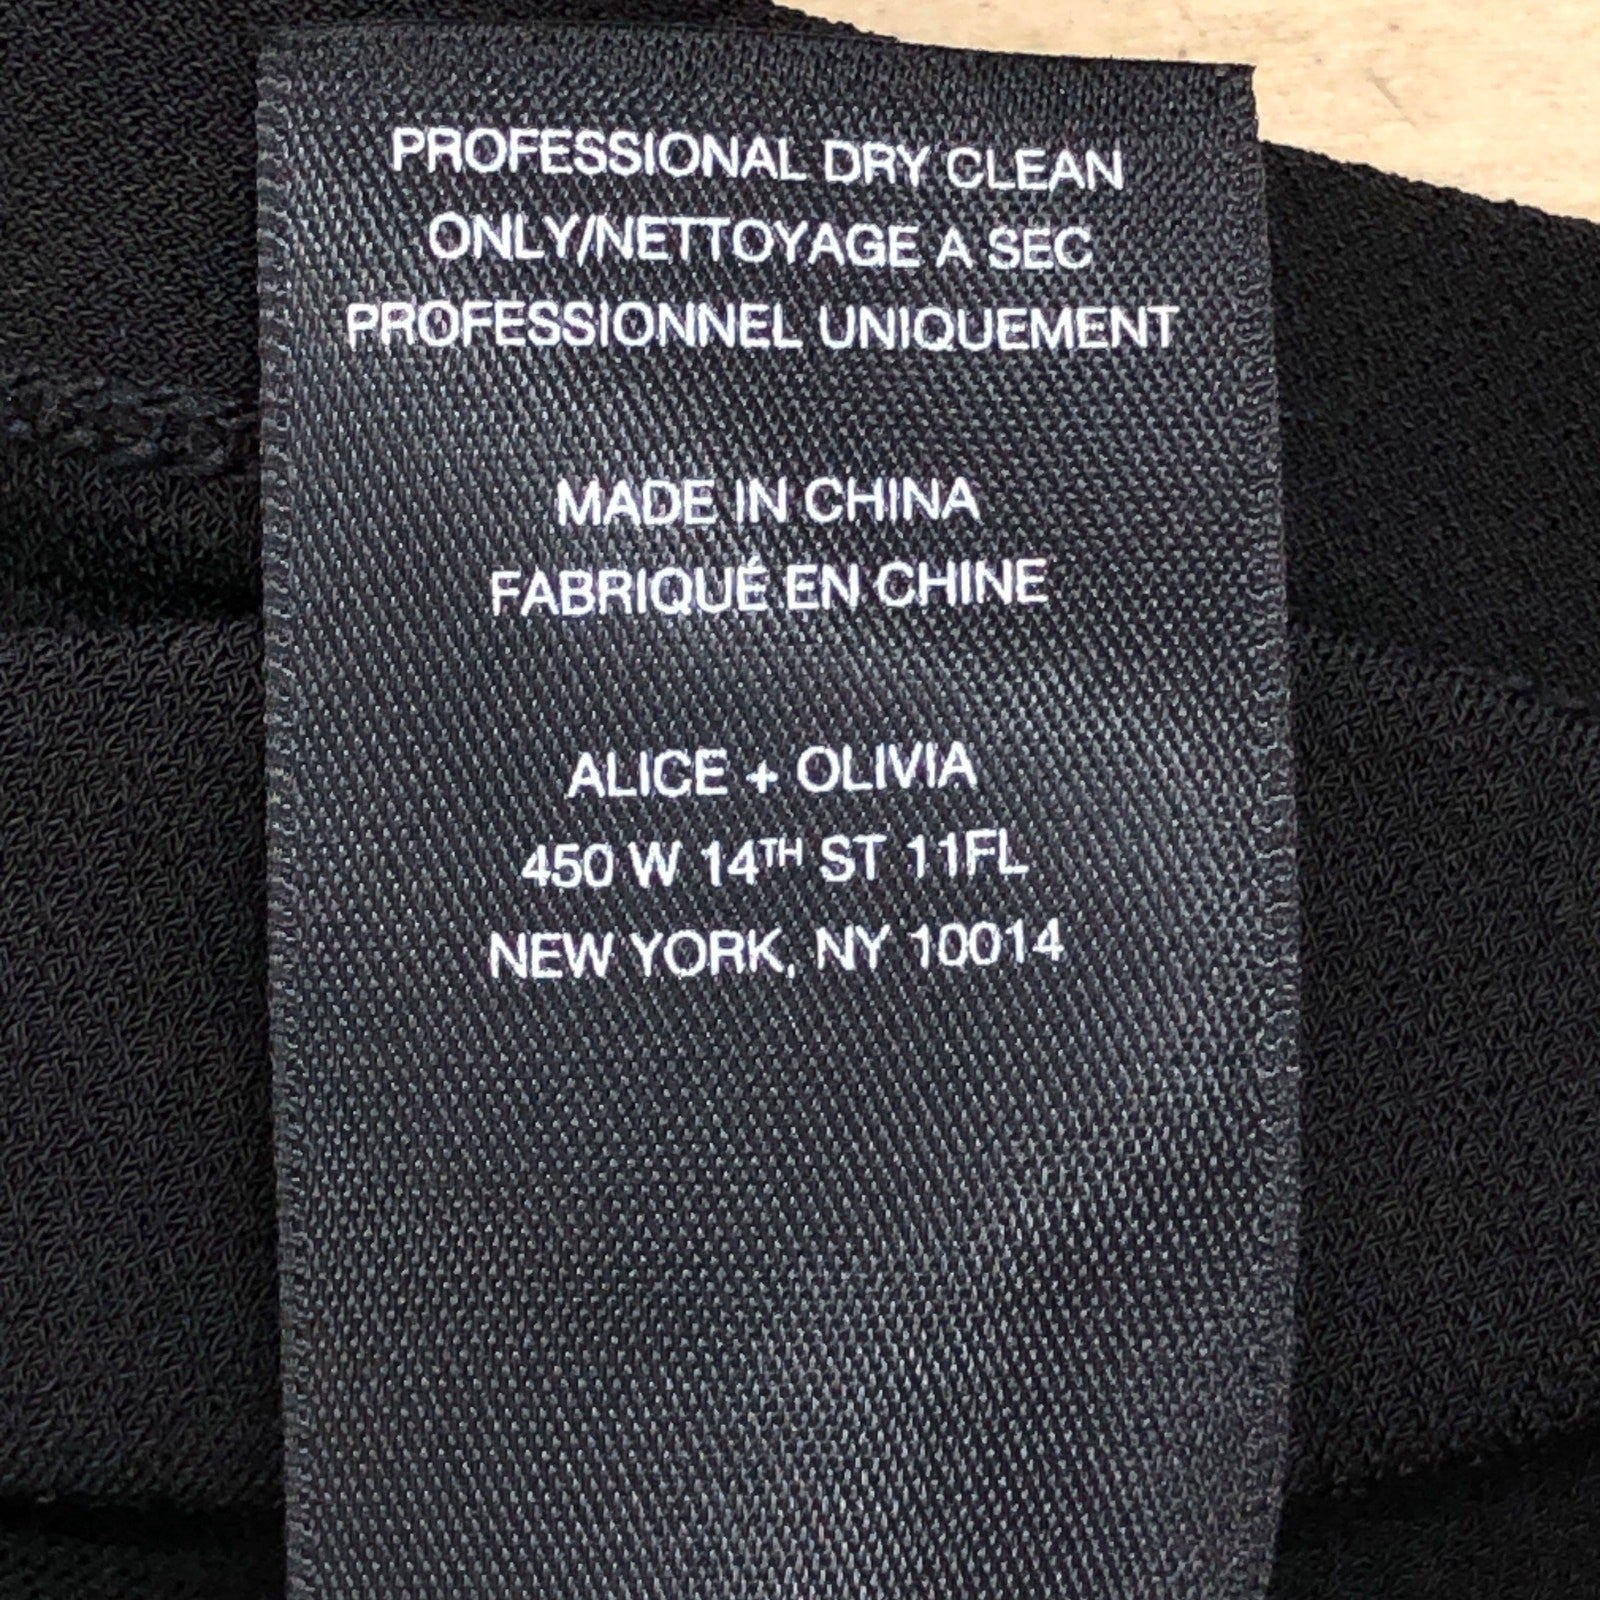 PROFESSIONAL DRY CLEAN
ONLY/NETTOYAGE A SEC
PROFESSIONNEL UNIQUEMENT
MADE IN CHINA
FABRIQUÉ EN CHINE
ALICE + OLIVIA
450 W 14TH ST 11FL
NEW YORK, NY 10014